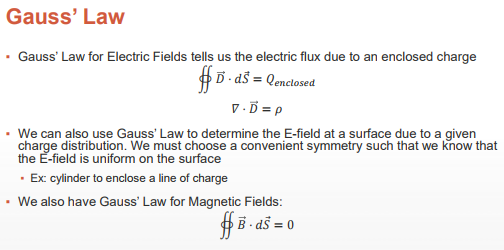 Gauss' Law
• Gauss' Law for Electric Fields tells us the electric flux due to an enclosed charge
∯ D⃗ · dS⃗ = Qenclosed
∇ · D⃗ = ρ
• We can also use Gauss' Law to determine the E-field at a surface due to a given
charge distribution. We must choose a convenient symmetry such that we know that
the E-field is uniform on the surface
• Ex: cylinder to enclose a line of charge
• We also have Gauss' Law for Magnetic Fields:
∯ B⃗ · dS⃗ = 0